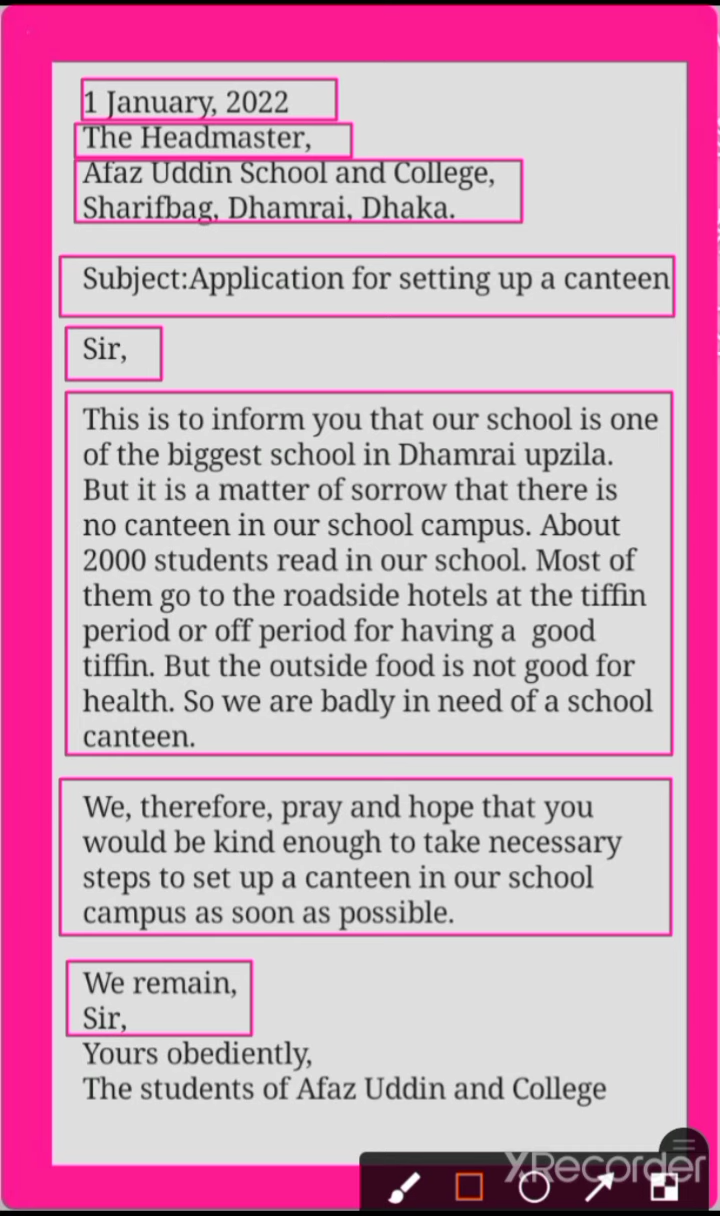 1 January, 2022
The Headmaster,
Afaz Uddin School and College,
Sharifbag, Dhamrai, Dhaka.
Subject:Application for setting up a canteen
Sir,
This is to inform you that our school is one
of the biggest school in Dhamrai upzila.
But it is a matter of sorrow that there is
no canteen in our school campus. About
2000 students read in our school. Most of
them go to the roadside hotels at the tiffin
period or off period for having a  good
tiffin. But the outside food is not good for
health. So we are badly in need of a school
canteen.
We, therefore, pray and hope that you
would be kind enough to take necessary
steps to set up a canteen in our school
campus as soon as possible.
We remain,
Sir,
Yours obediently,
The students of Afaz Uddin and College
XRecorder